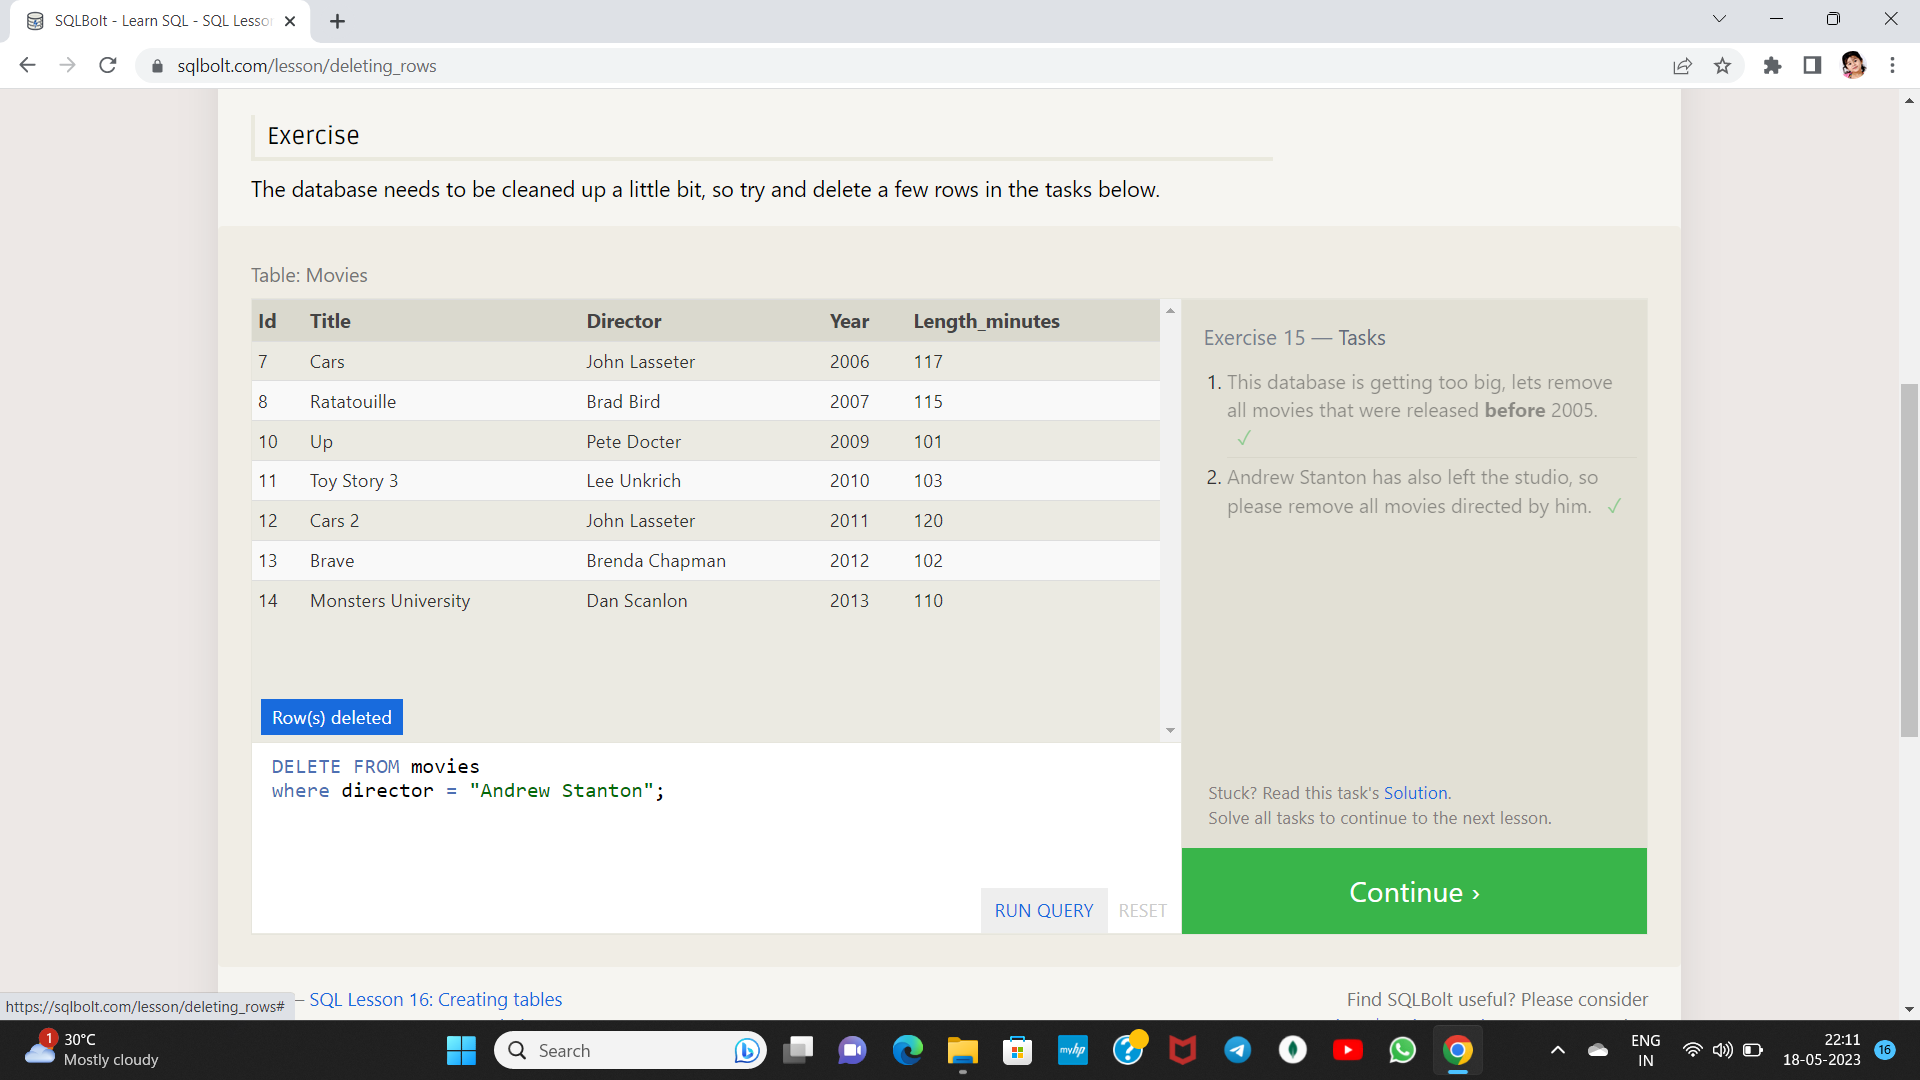 SQLBolt - Learn SQL - SQL Lesso
sqlbolt.com/lesson/deleting_rows
Exercise
The database needs to be cleaned up a little bit, so try and delete a few rows in the tasks below.
Table: Movies
Id Title Director Year Length_minutes
7 Cars John Lasseter 2006 117
8 Ratatouille Brad Bird 2007 115
10 Up Pete Docter 2009 101
11 Toy Story 3 Lee Unkrich 2010 103
12 Cars 2 John Lasseter 2011 120
13 Brave Brenda Chapman 2012 102
14 Monsters University Dan Scanlon 2013 110
Row(s) deleted
DELETE FROM movies
where director = "Andrew Stanton";
RUN QUERY RESET
Exercise 15 — Tasks
1. This database is getting too big, lets remove
all movies that were released before 2005.
✓
2. Andrew Stanton has also left the studio, so
please remove all movies directed by him. ✓
Stuck? Read this task's Solution.
Solve all tasks to continue to the next lesson.
Continue ›
– SQL Lesson 16: Creating tables
Find SQLBolt useful? Please consider
https://sqlbolt.com/lesson/deleting_rows#
1
30°C
Mostly cloudy
Search
myhp
ENG
IN
22:11
18-05-2023
16